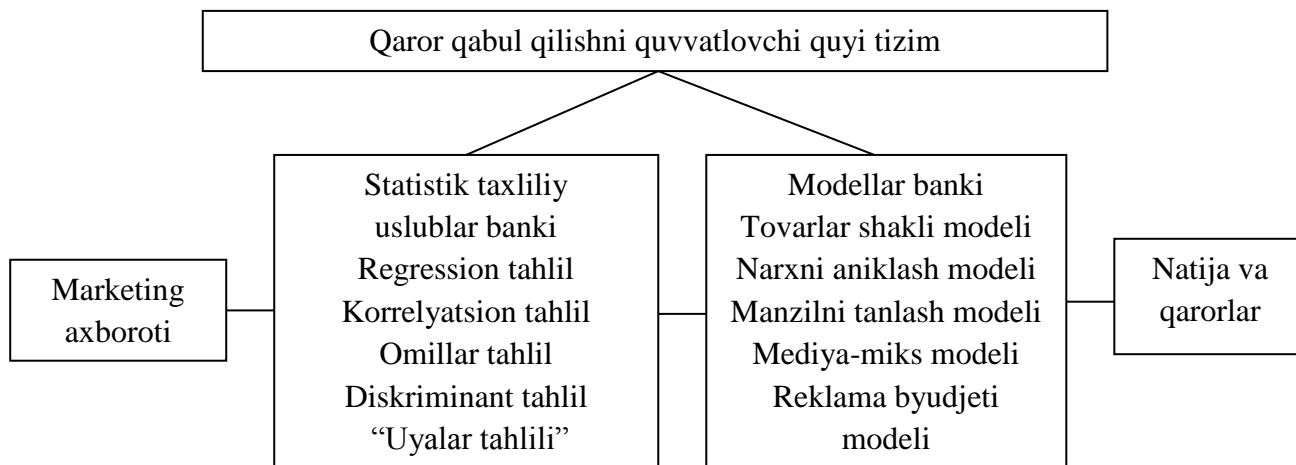 Qaror qabul qilishni quvvatlovchi quyi tizim
Marketing
axboroti
Statistik taxliliy
uslublar banki
Regression tahlil
Korrelyatsion tahlil
Omillar tahlil
Diskriminant tahlil
“Uyalar tahlili”
Modellar banki
Tovarlar shakli modeli
Narxni aniklash modeli
Manzilni tanlash modeli
Mediya-miks modeli
Reklama byudjeti
modeli
Natija va
qarorlar